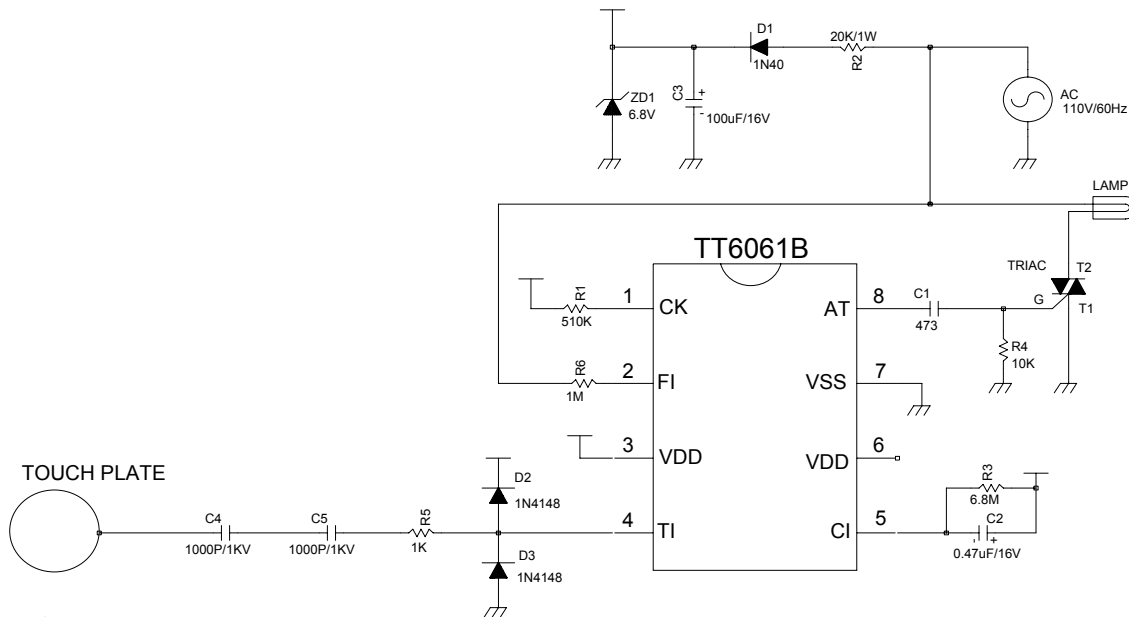 D1
1N40
20K/1W
R2
ZD1
6.8V
C3
+
-
100uF/16V
AC
110V/60Hz
LAMP
TT6061B
TRIAC
T2
G
T1
R1
510K
1
CK
AT
8
C1
473
R4
10K
R6
1M
2
FI
VSS
7
3
VDD
VDD
6
TOUCH PLATE
D2
1N4148
R3
6.8M
C4
1000P/1KV
C5
1000P/1KV
R5
1K
4
TI
CI
5
C2
-
+
0.47uF/16V
D3
1N4148